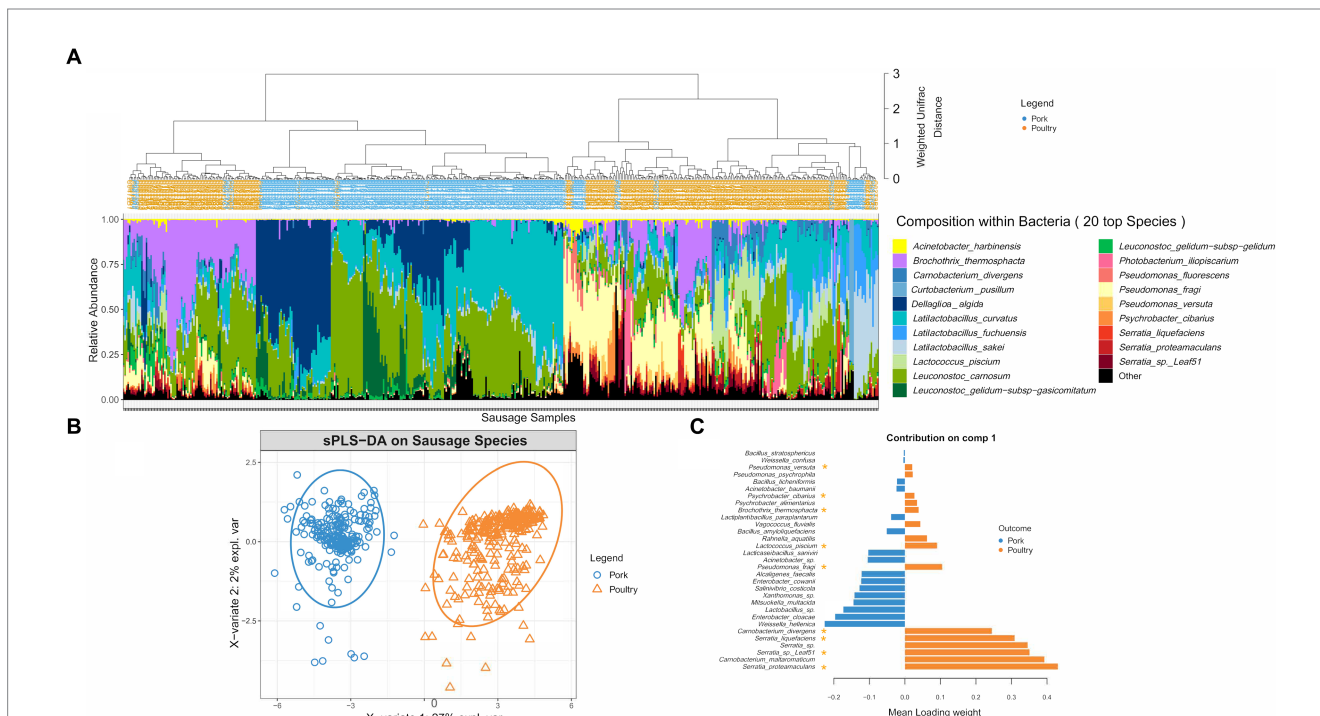 A
3
2
1
0
Weighted Unifrac
Distance
Legend
Pork
Poultry
1.00
0.75
0.50
0.25
0.00
Relative Abundance
Sausage Samples
Composition within Bacteria ( 20 top Species )
Acinetobacter_harbinensis
Brochothrix_thermosphacta
Carnobacterium_divergens
Curtobacterium_pusillum
Dellaglioa_algida
Latilactobacillus_curvatus
Latilactobacillus_fuchuensis
Latilactobacillus_sakei
Lactococcus_piscium
Leuconostoc_carnosum
Leuconostoc_gelidum-subsp-gasicomitatum
Leuconostoc_gelidum-subsp-gelidum
Photobacterium_iliopiscarium
Pseudomonas_fluorescens
Pseudomonas_fragi
Pseudomonas_versuta
Psychrobacter_cibarius
Serratia_liquefaciens
Serratia_proteamaculans
Serratia_sp._Leaf51
Other
B
sPLS-DA on Sausage Species
2.5
0.0
-2.5
X-variate 2: 2% expl. var
-6
-3
0
3
6
Legend
Pork
Poultry
C
Contribution on comp 1
Bacillus_stratosphericus
Weissella_confusa
Pseudomonas_versuta
Pseudomonas_psychrophila
Bacillus_licheniformis
Acinetobacter_baumanii
Psychrobacter_cibarius
Psychrobacter_alimentarius
Brochothrix_thermosphacta
Lactiplantibacillus_paraplantarum
Vagococcus_fluvialis
Bacillus_amyloliquefaciens
Rahnella_aquatilis
Lactococcus_piscium
Lacticaseibacillus_saniviri
Acinetobacter_sp.
Pseudomonas_fragi
Alcaligenes_faecalis
Enterobacter_cowanii
Salinivibrio_costicola
Xanthomonas_sp.
Mitsuokella_multacida
Lactobacillus_sp.
Enterobacter_cloacae
Weissella_hellenica
Carnobacterium_divergens
Serratia_liquefaciens
Serratia_sp.
Serratia_sp._Leaf51
Carnobacterium_maltaromaticum
Serratia_proteamaculans
Outcome
Pork
Poultry
-0.2
-0.1
0.0
0.1
0.2
0.3
0.4
Mean Loading weight